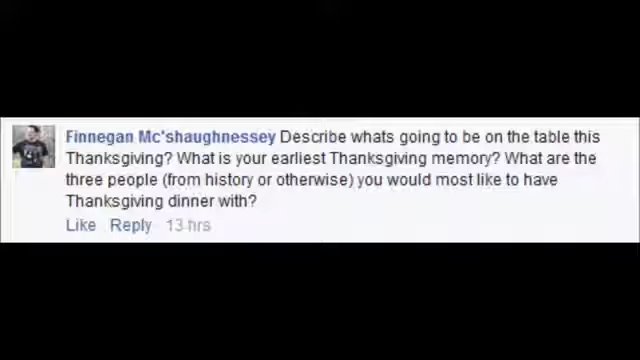 Finnegan Mc'shaughnessey Describe whats going to be on the table this
Thanksgiving? What is your earliest Thanksgiving memory? What are the
three people (from history or otherwise) you would most like to have
Thanksgiving dinner with?
Like Reply 13 hrs